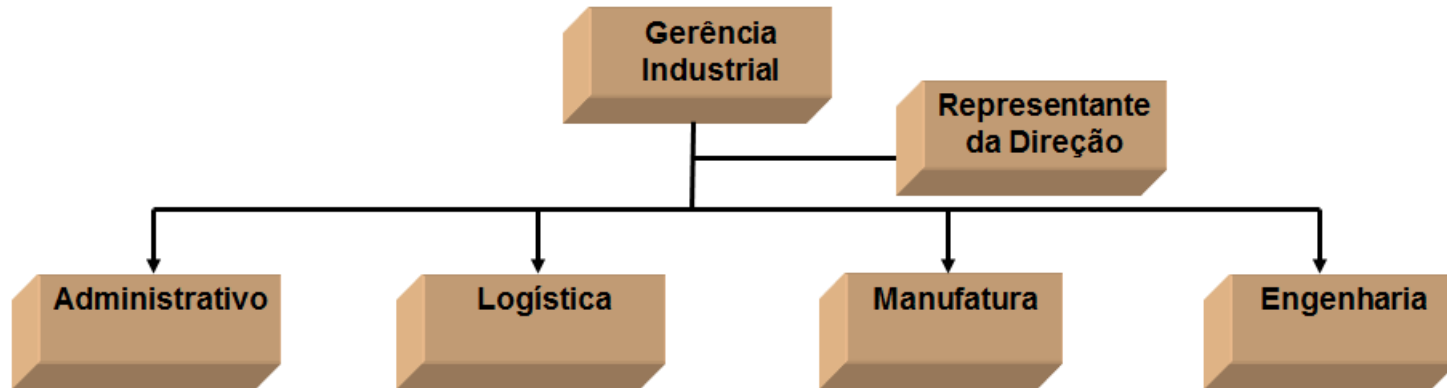 Gerência
Industrial
Representante
da Direção
Administrativo
Logística
Manufatura
Engenharia